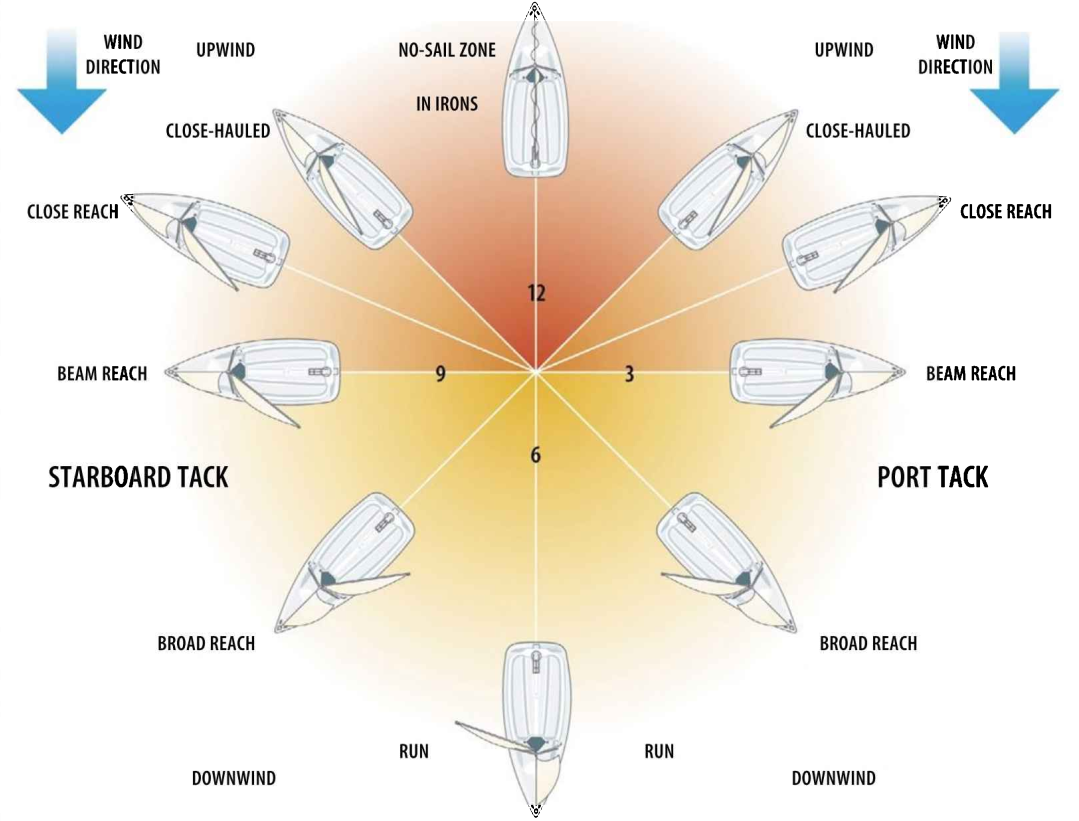 WIND
DIRECTION
UPWIND
NO-SAIL ZONE
UPWIND
WIND
DIRECTION
IN IRONS
CLOSE-HAULED
CLOSE-HAULED
CLOSE REACH
CLOSE REACH
12
BEAM REACH
9
3
BEAM REACH
6
STARBOARD TACK
PORT TACK
BROAD REACH
BROAD REACH
RUN
RUN
DOWNWIND
DOWNWIND